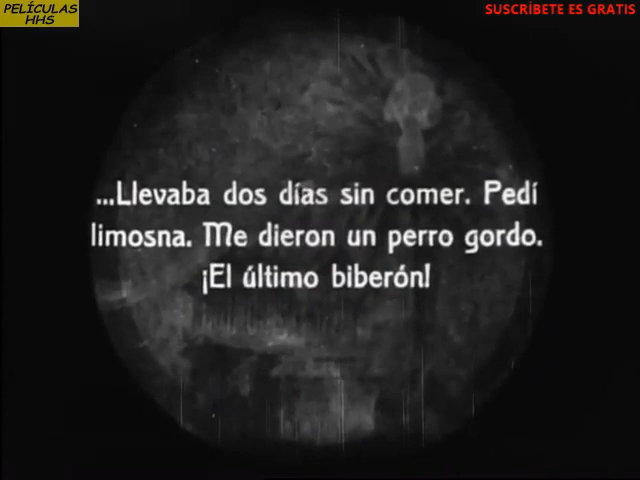 PELÍCULAS
HHS
SUSCRÍBETE ES GRATIS
...Llevaba dos días sin comer. Pedí
limosna. Me dieron un perro gordo.
¡El último biberón!